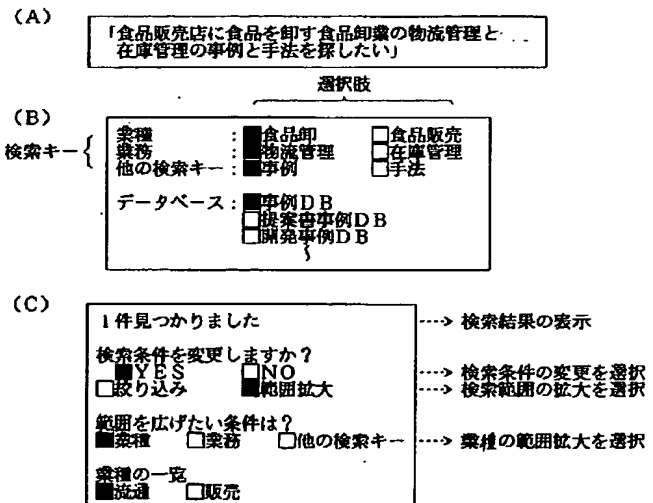 (A)
「食品販売店に食品を卸す食品卸業の物流管理と
在庫管理の事例と手法を探したい」
選択肢
(B)
検索キー{
業種 : ■食品卸 □食品販売
業務 : ■物流管理 □在庫管理
他の検索キー : ■事例 □手法
データベース : ■事例DB
□提案書事例DB
□開発事例DB
(C)
1件見つかりました ----> 検索結果の表示
検索条件を変更しますか?
■YES □NO ----> 検索条件の変更を選択
□絞り込み ■範囲拡大 ----> 検索範囲の拡大を選択
範囲を広げたい条件は?
■業種 □業務 □他の検索キー ----> 業種の範囲拡大を選択
業種の一覧
■流通 □販売